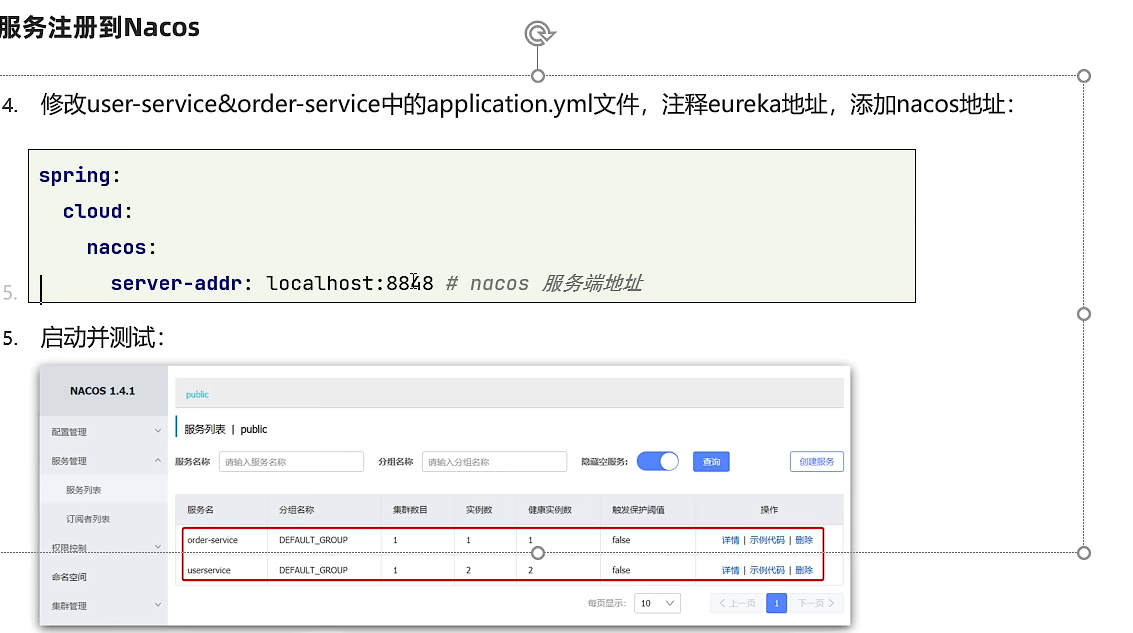 服务注册到Nacos
4. 修改user-service&order-service中的application.yml文件，注释eureka地址，添加nacos地址：
spring:
cloud:
nacos:
server-addr: localhost:8848 # nacos 服务端地址
5.
5. 启动并测试：
NACOS 1.4.1
public
配置管理
服务列表 | public
服务管理
服务名称 请输入服务名称 分组名称 请输入分组名称 隐藏空服务: 查询 创建服务
服务列表
服务名 分组名称 集群数目 实例数 健康实例数 触发保护阈值 操作
订阅者列表
order-service DEFAULT_GROUP 1 1 1 false 详情 | 示例代码 | 删除
权限控制
userservice DEFAULT_GROUP 1 2 2 false 详情 | 示例代码 | 删除
命名空间
集群管理
每页显示: 10 上一页 1 下一页